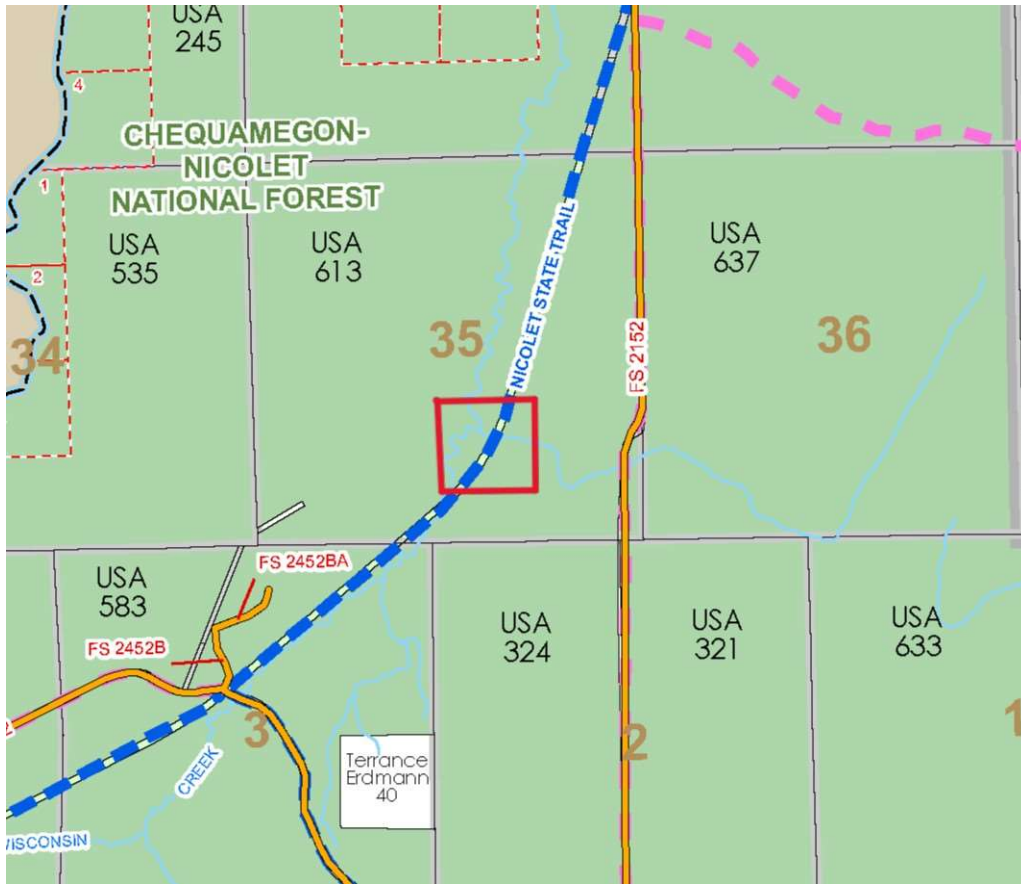 USA
245
4
CHEQUAMEGON-
NICOLET
NATIONAL FOREST
1
USA
535
USA
613
NICOLET STATE TRAIL
USA
637
2
34
35
36
FS 2152
FS 2452BA
USA
583
FS 2452B
USA
324
USA
321
USA
633
3
2
1
2
CREEK
Terrance
Erdmann
40
WISCONSIN